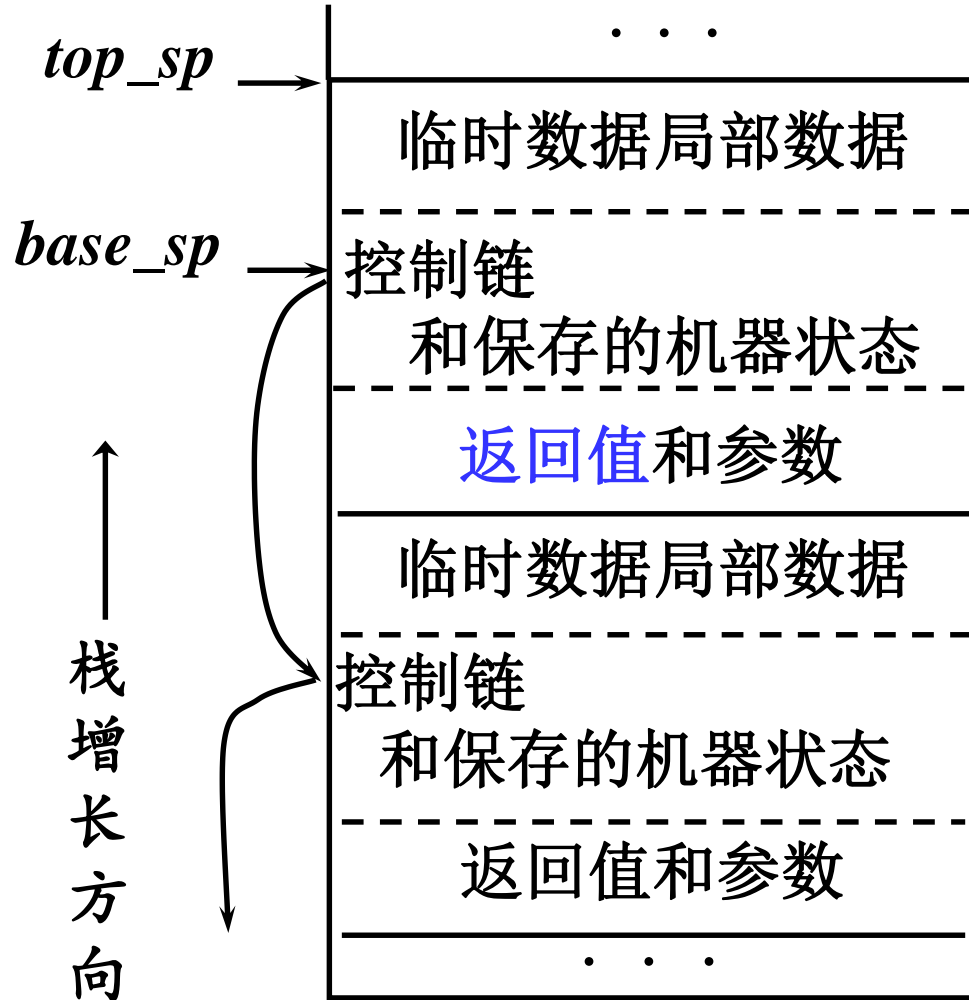 . . .
top_sp
临时数据局部数据
base_sp
控制链
和保存的机器状态
返回值和参数
临时数据局部数据
控制链
和保存的机器状态
返回值和参数
. . .
栈
增
长
方
向